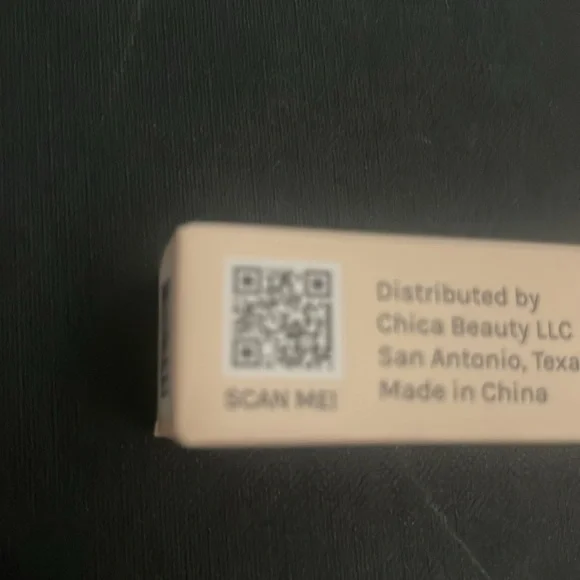 Distributed by
Chica Beauty LLC
San Antonio, Texa
Made in China
SCAN ME!